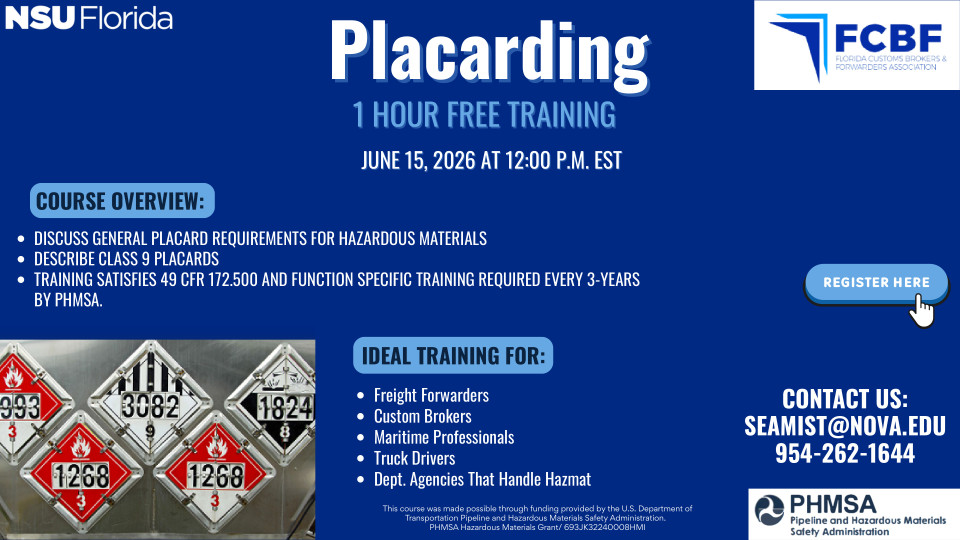 NSU Florida
Placarding
1 HOUR FREE TRAINING
JUNE 15, 2026 AT 12:00 P.M. EST
FCBF
FLORIDA CUSTOMS BROKERS &
FORWARDERS ASSOCIATION
COURSE OVERVIEW:
• DISCUSS GENERAL PLACARD REQUIREMENTS FOR HAZARDOUS MATERIALS
• DESCRIBE CLASS 9 PLACARDS
• TRAINING SATISFIES 49 CFR 172.500 AND FUNCTION SPECIFIC TRAINING REQUIRED EVERY 3-YEARS
BY PHMSA.
REGISTER HERE
993
3
3082
9
1824
8
1268
3
1268
3
IDEAL TRAINING FOR:
• Freight Forwarders
• Custom Brokers
• Maritime Professionals
• Truck Drivers
• Dept. Agencies That Handle Hazmat
CONTACT US:
SEAMIST@NOVA.EDU
954-262-1644
This course was made possible through funding provided by the U.S. Department of
Transportation Pipeline and Hazardous Materials Safety Administration.
PHMSA Hazardous Materials Grant/ 693JK32240008HMI
PHMSA
Pipeline and Hazardous Materials
Safety Administration